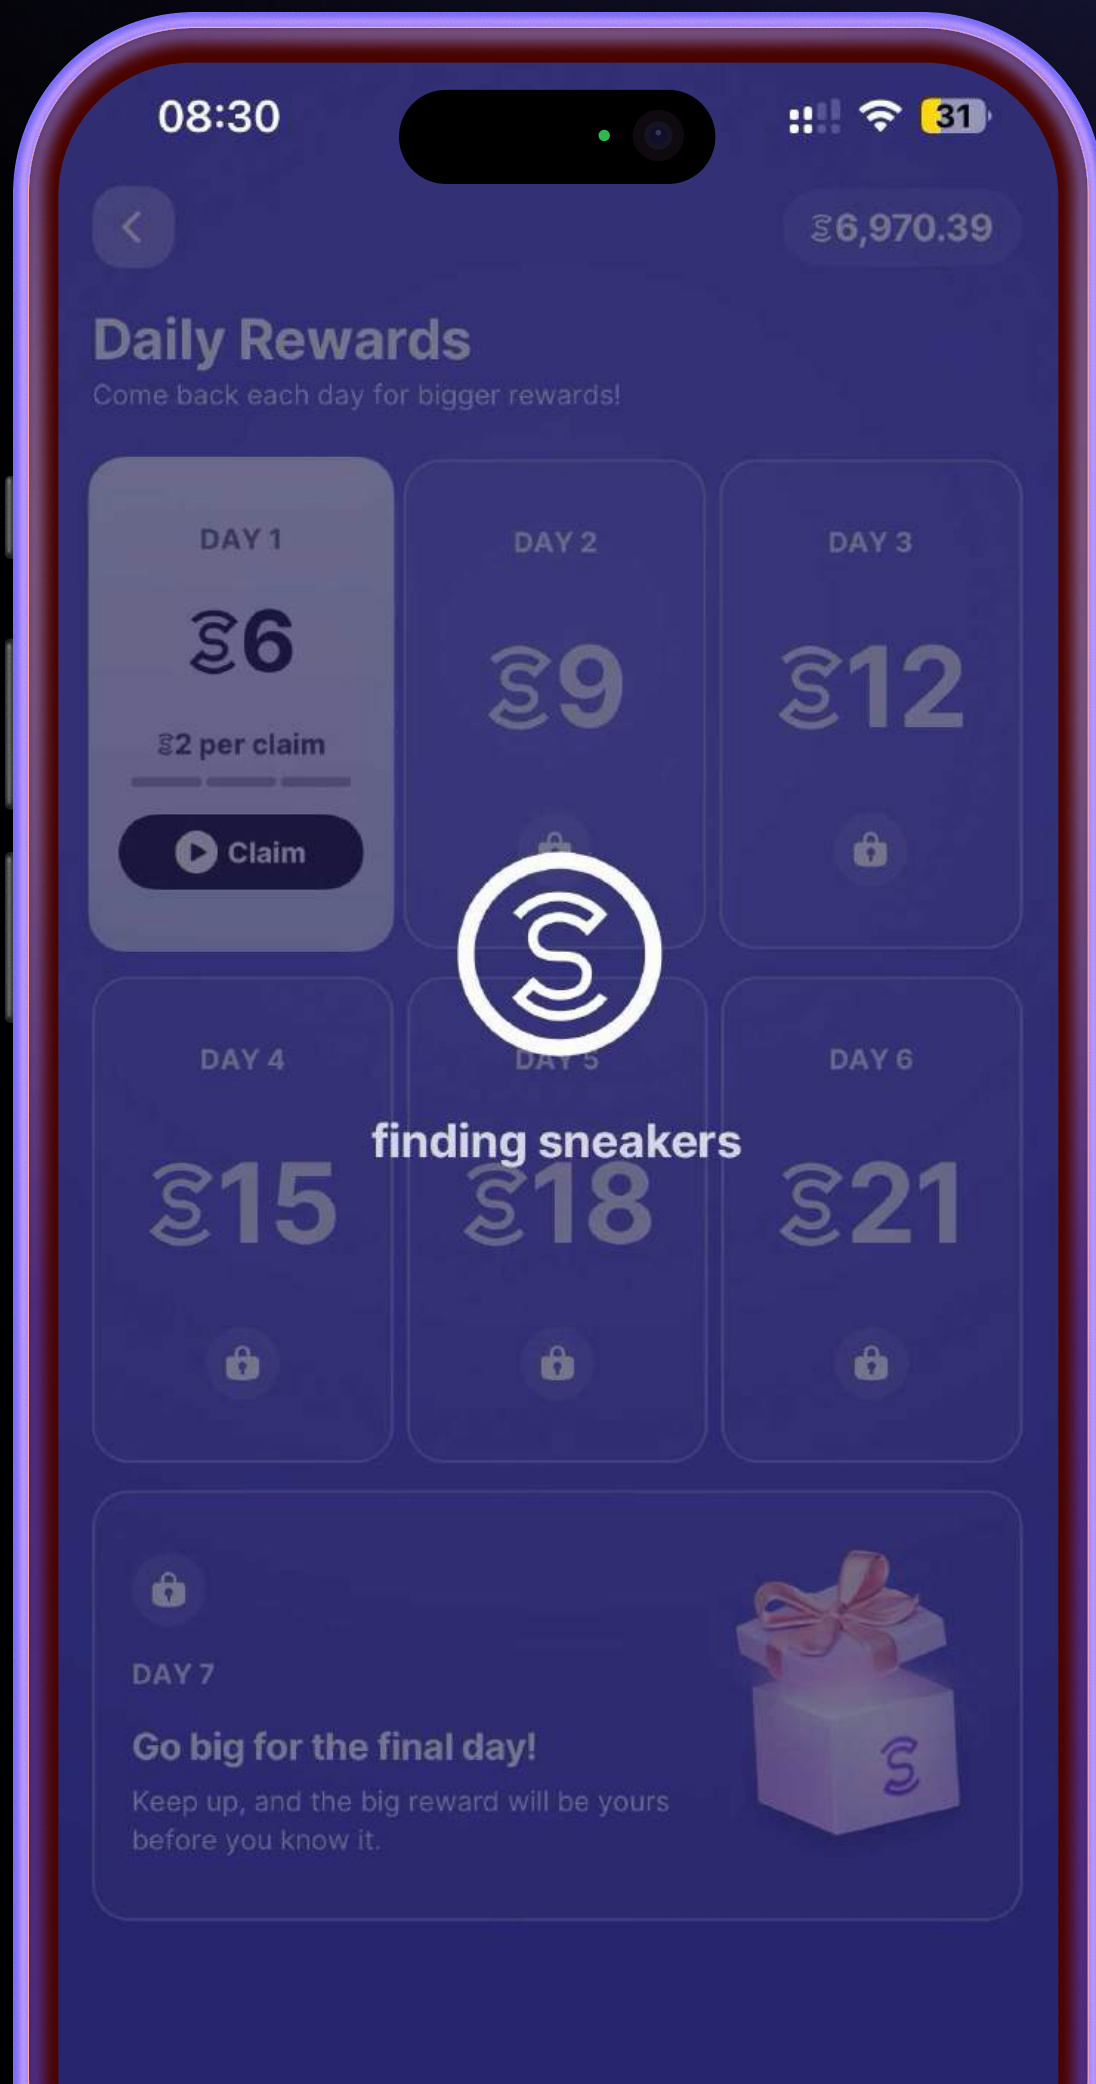 08:30
31
6,970.39
Daily Rewards
Come back each day for bigger rewards!
DAY 1
6
2 per claim
Claim
DAY 2
9
DAY 3
12
DAY 4
15
DAY 5
18
DAY 6
21
finding sneakers
DAY 7
Go big for the final day!
Keep up, and the big reward will be yours
before you know it.